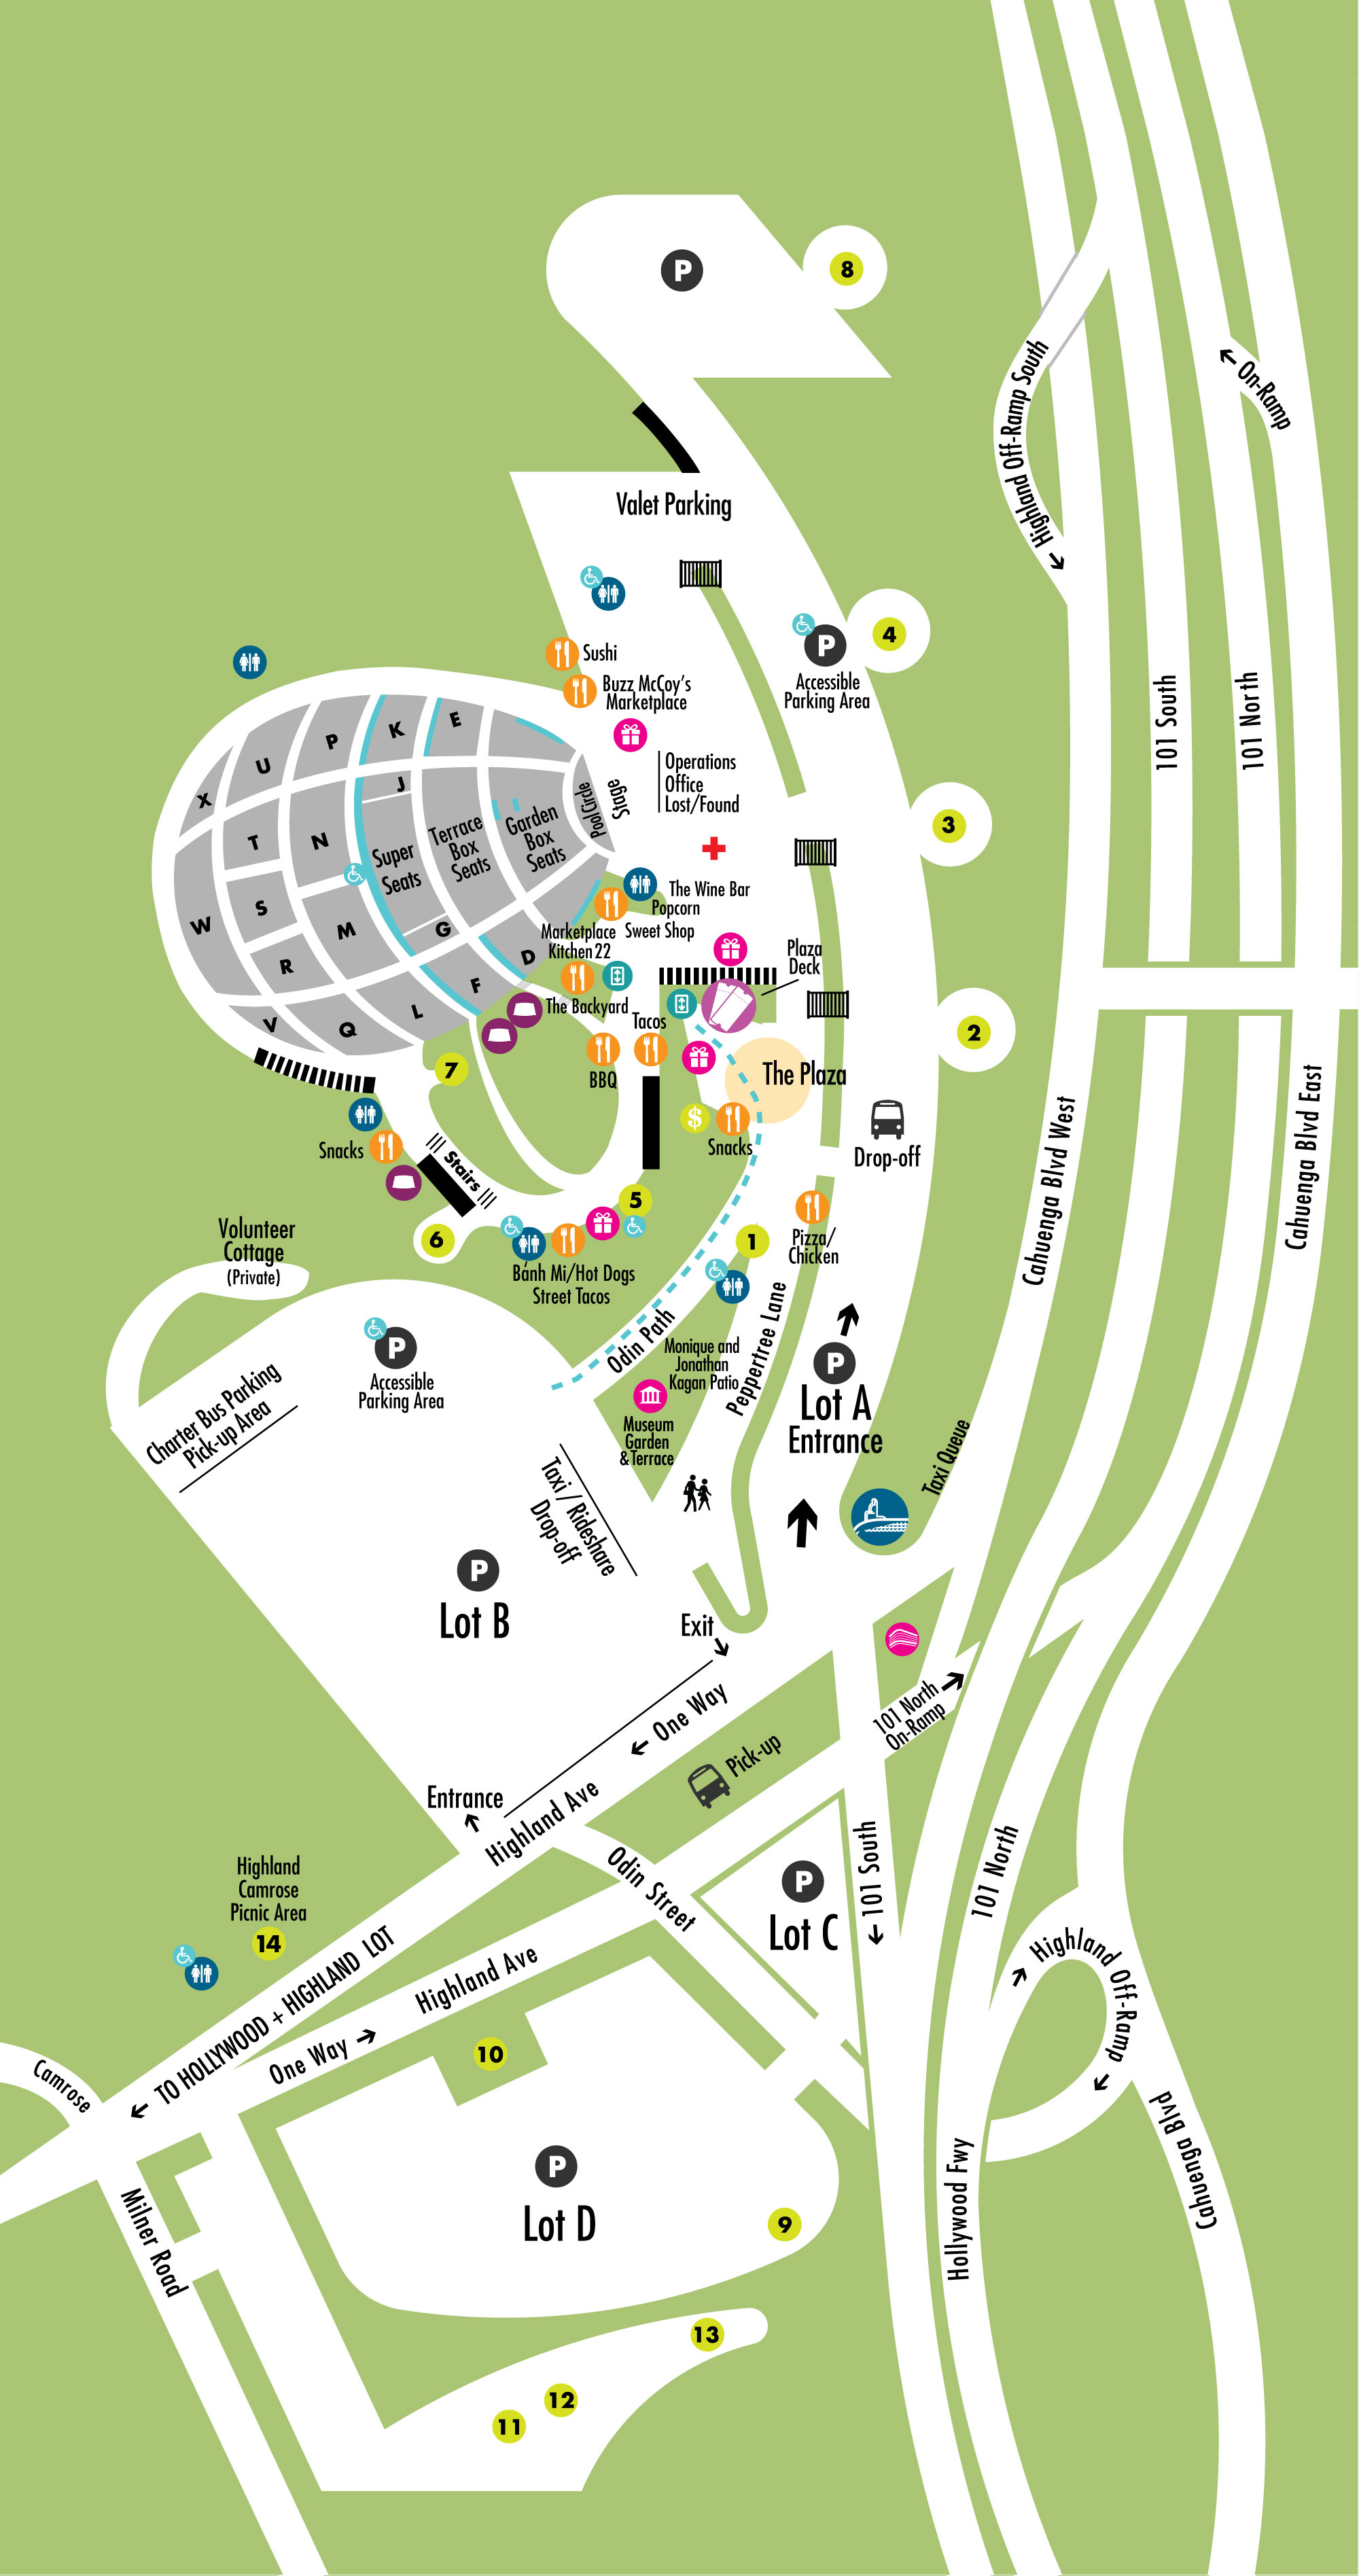 P
8
Highland Off-Ramp South
On-Ramp
Valet Parking
4
P
Accessible
Parking Area
Sushi
Buzz McCoy's
Marketplace
101 South
101 North
Operations
Office
Lost/Found
Stage
Pool Circle
3
E
K
P
U
X
J
T
N
Super
Seats
Terrace
Box
Seats
Garden
Box
Seats
S
W
M
G
R
D
F
L
V
Q
The Wine Bar
Popcorn
Sweet Shop
Marketplace
Kitchen 22
Plaza
Deck
The Backyard
Tacos
2
BBQ
7
The Plaza
$
Snacks
Drop-off
Snacks
Stairs
Cahuenga Blvd West
Cahuenga Blvd East
5
6
1
Pizza/
Chicken
Volunteer
Cottage
(Private)
Bánh Mi/Hot Dogs
Street Tacos
Odin Path
Peppertree Lane
P
Accessible
Parking Area
Monique and
Jonathan
Kagan Patio
P
Lot A
Entrance
Charter Bus Parking
Pick-up Area
Museum
Garden
& Terrace
Taxi Queue
Taxi / Rideshare
Drop-off
P
Lot B
Exit
One Way
101 North
On-Ramp
Pick-up
Entrance
Highland Ave
Odin Street
101 South
101 North
Highland
Camrose
Picnic Area
14
P
Lot C
TO HOLLYWOOD + HIGHLAND LOT
Highland Ave
One Way
Highland Off-Ramp
10
Camrose
Cahuenga Blvd
P
Lot D
9
Milner Road
Hollywood Fwy
13
12
11